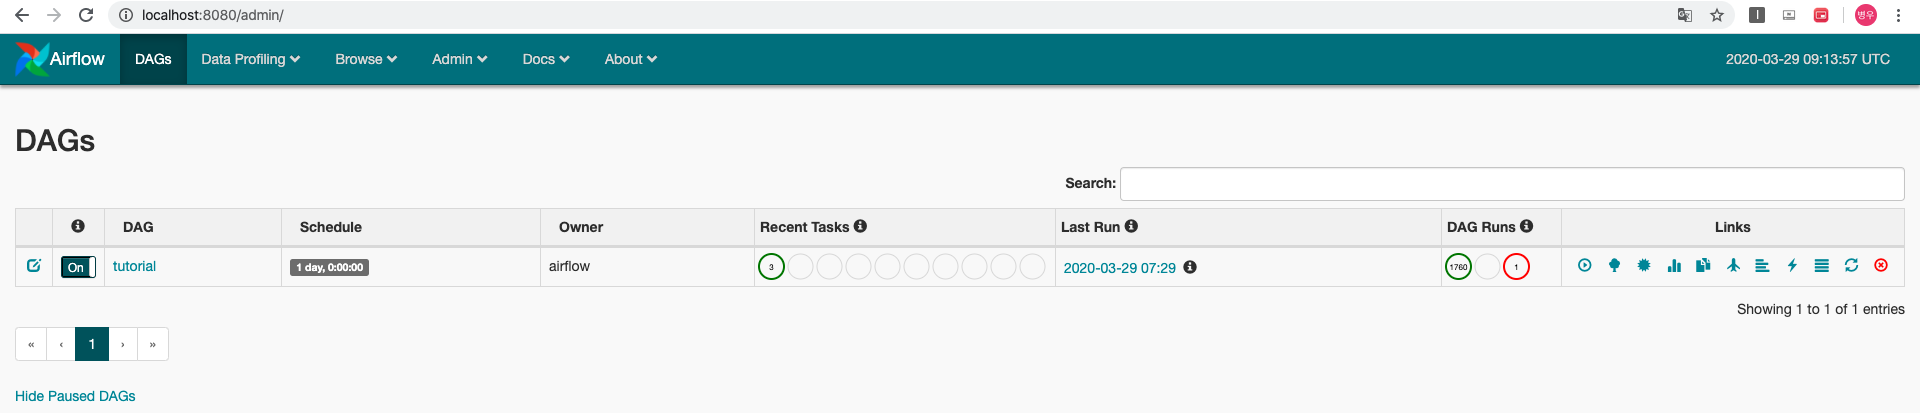 localhost:8080/admin/
병우
Airflow DAGs Data Profiling Browse Admin Docs About 2020-03-29 09:13:57 UTC
DAGs
Search:
DAG Schedule Owner Recent Tasks Last Run DAG Runs Links
On tutorial 1 day, 0:00:00 airflow 3 2020-03-29 07:29 1760 1
Showing 1 to 1 of 1 entries
« ‹ 1 › »
Hide Paused DAGs